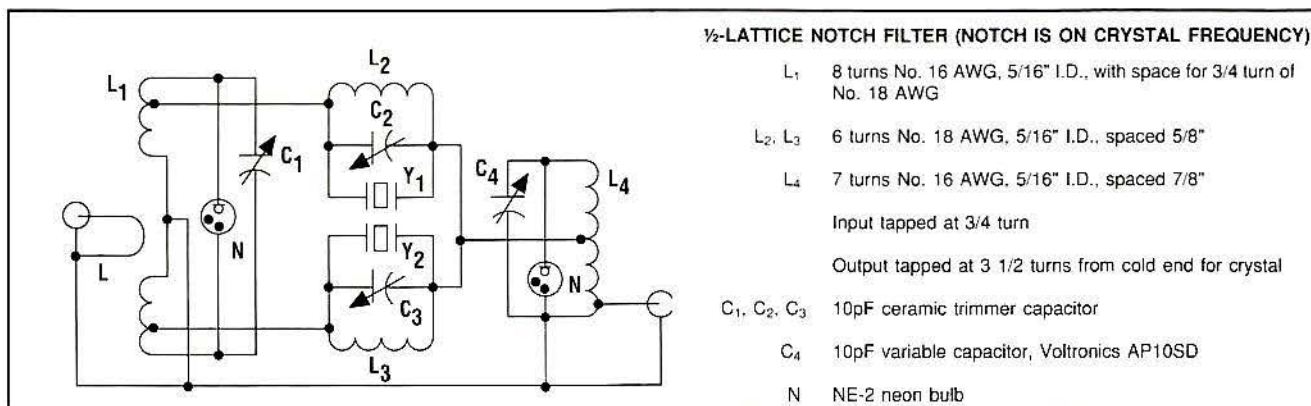 ½-LATTICE NOTCH FILTER (NOTCH IS ON CRYSTAL FREQUENCY)
L₁ 8 turns No. 16 AWG, 5/16" I.D., with space for 3/4 turn of
No. 18 AWG
L₂, L₃ 6 turns No. 18 AWG, 5/16" I.D., spaced 5/8"
L₄ 7 turns No. 16 AWG, 5/16" I.D., spaced 7/8"
Input tapped at 3/4 turn
Output tapped at 3 1/2 turns from cold end for crystal
C₁, C₂, C₃ 10pF ceramic trimmer capacitor
C₄ 10pF variable capacitor, Voltronics AP10SD
N NE-2 neon bulb
L₁
L
N
C₁
L₂
C₂
Y₁
Y₂
C₃
L₃
C₄
L₄
N